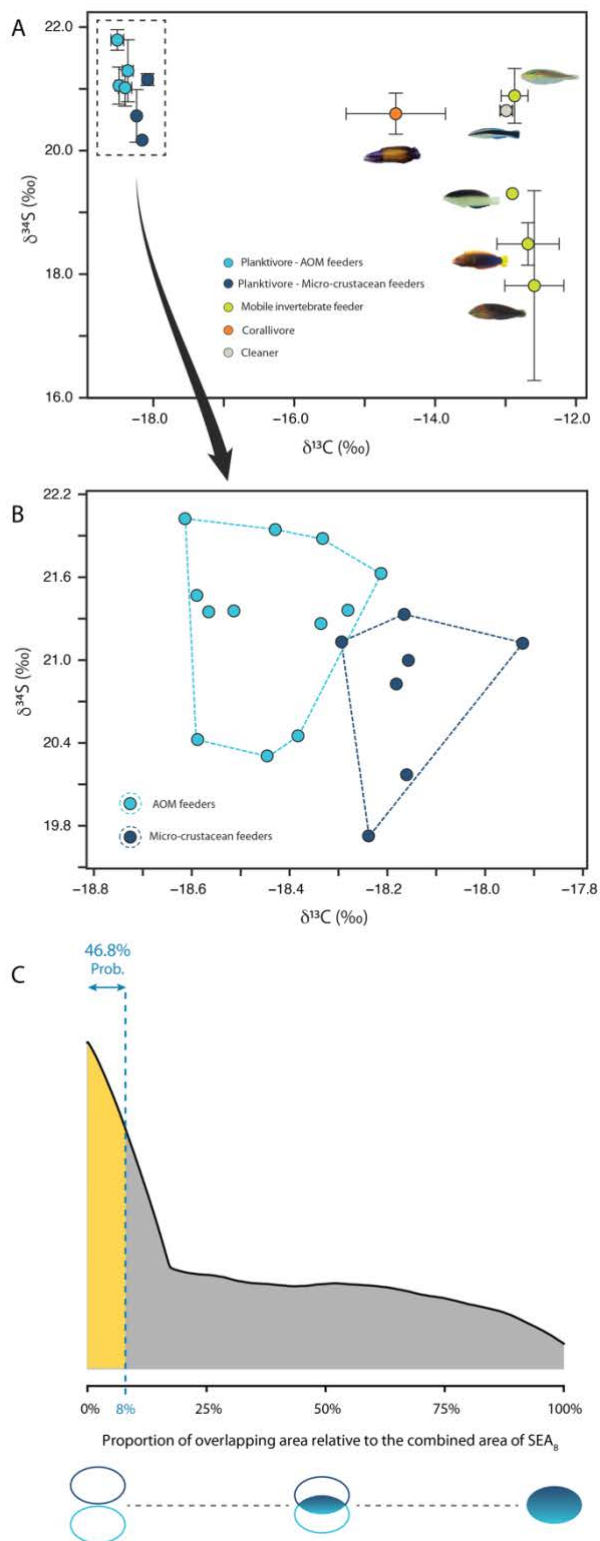 A
22.0
20.0
18.0
16.0
δ³⁴S (‰)
Planktivore - AOM feeders
Planktivore - Micro-crustacean feeders
Mobile invertebrate feeder
Corallivore
Cleaner
−18.0 −16.0 −14.0 −12.0
δ¹³C (‰)
B
22.2
21.6
21.0
20.4
19.8
δ³⁴S (‰)
AOM feeders
Micro-crustacean feeders
−18.8 −18.6 −18.4 −18.2 −18.0 −17.8
δ¹³C (‰)
46.8%
Prob.
C
0% 8% 25% 50% 75% 100%
Proportion of overlapping area relative to the combined area of SEA_B